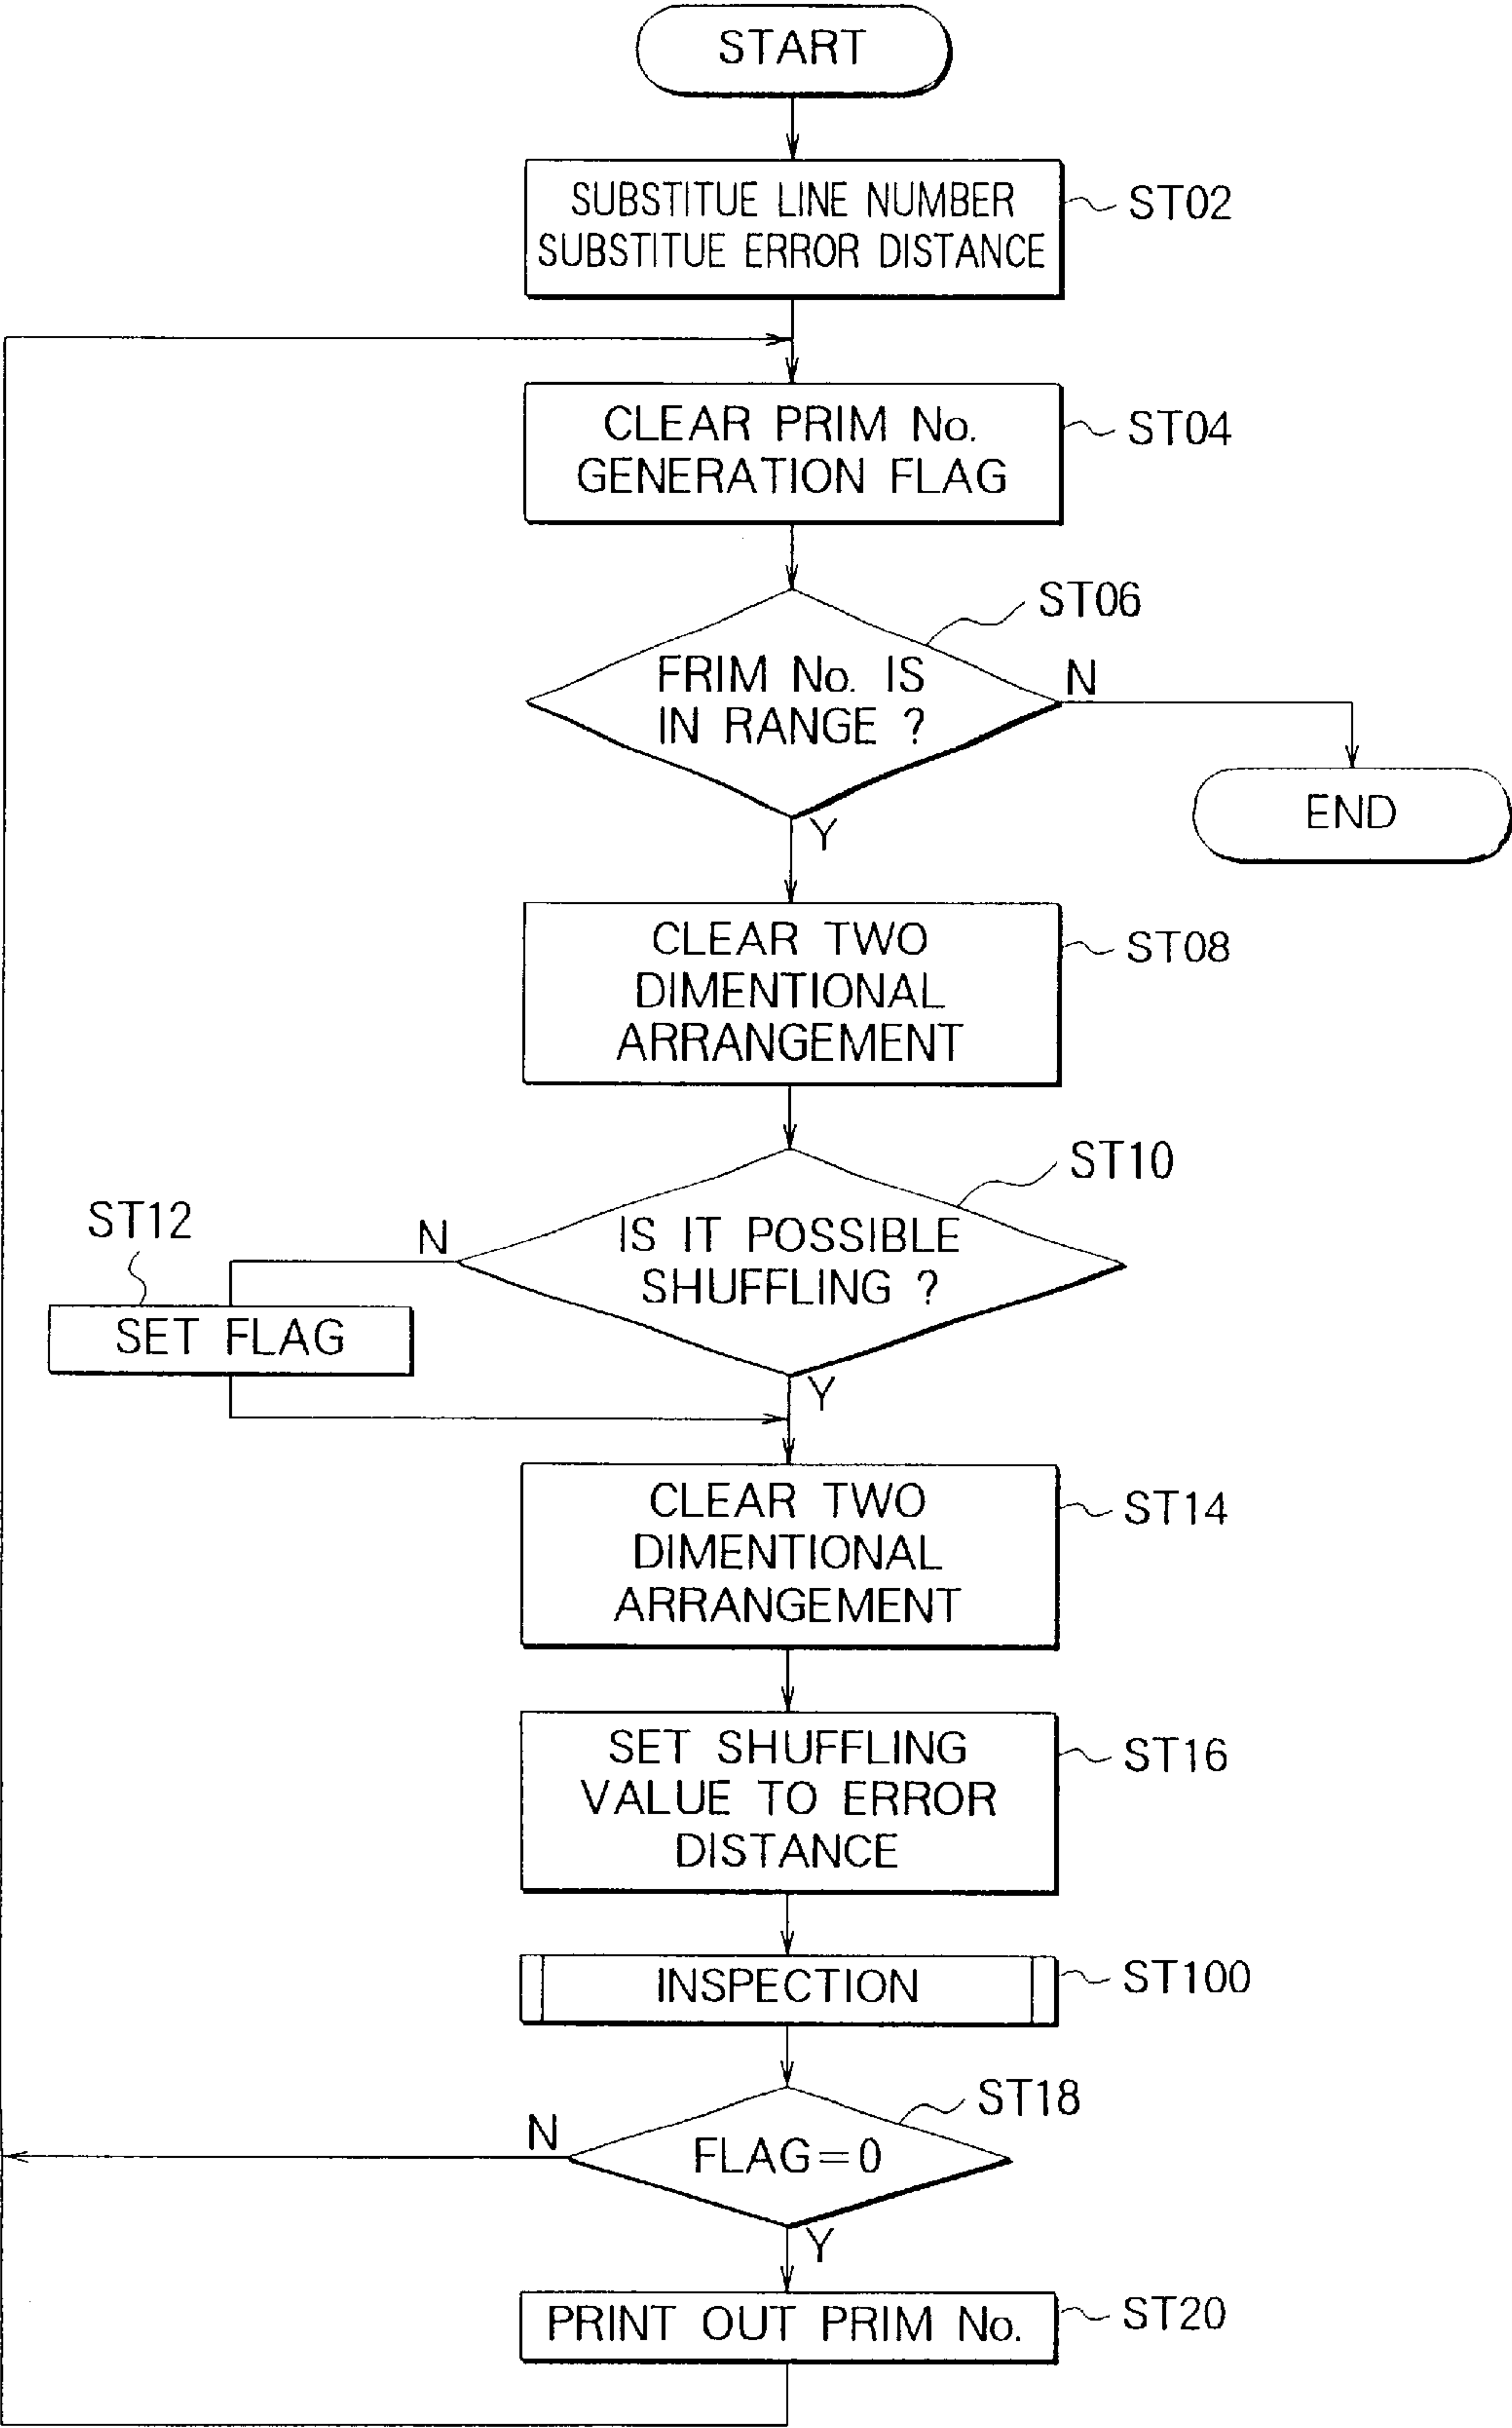 START
SUBSTITUE LINE NUMBER
SUBSTITUE ERROR DISTANCE
ST02
CLEAR PRIM No.
GENERATION FLAG
ST04
ST06
FRIM No. IS
IN RANGE ?
N
END
Y
CLEAR TWO
DIMENTIONAL
ARRANGEMENT
ST08
ST10
ST12
N
IS IT POSSIBLE
SHUFFLING ?
SET FLAG
Y
CLEAR TWO
DIMENTIONAL
ARRANGEMENT
ST14
SET SHUFFLING
VALUE TO ERROR
DISTANCE
ST16
INSPECTION
ST100
ST18
N
FLAG=0
Y
PRINT OUT PRIM No.
ST20